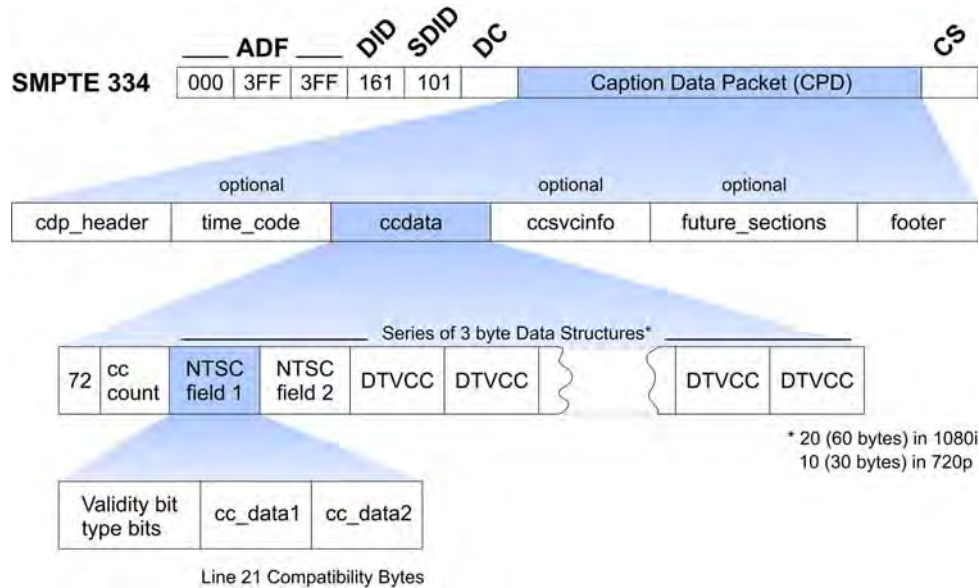 ADF DID SDID DC CS
SMPTE 334 000 3FF 3FF 161 101 Caption Data Packet (CPD)
optional optional optional
cdp_header time_code ccdata ccsvcinfo future_sections footer
Series of 3 byte Data Structures*
72 cc count NTSC field 1 NTSC field 2 DTVCC DTVCC DTVCC DTVCC
* 20 (60 bytes) in 1080i
10 (30 bytes) in 720p
Validity bit type bits cc_data1 cc_data2
Line 21 Compatibility Bytes